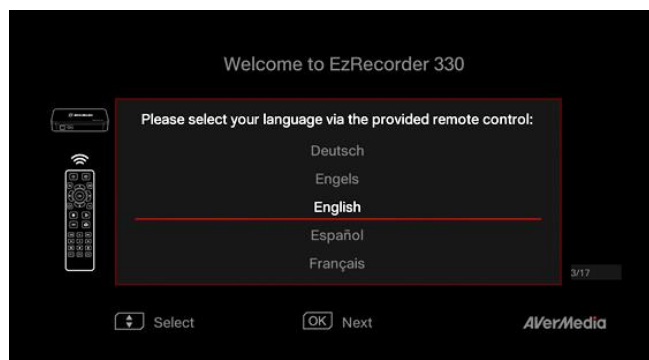 Welcome to EzRecorder 330
Please select your language via the provided remote control:
Deutsch
Engels
English
Español
Français
3/17
Select
OK Next
AVerMedia